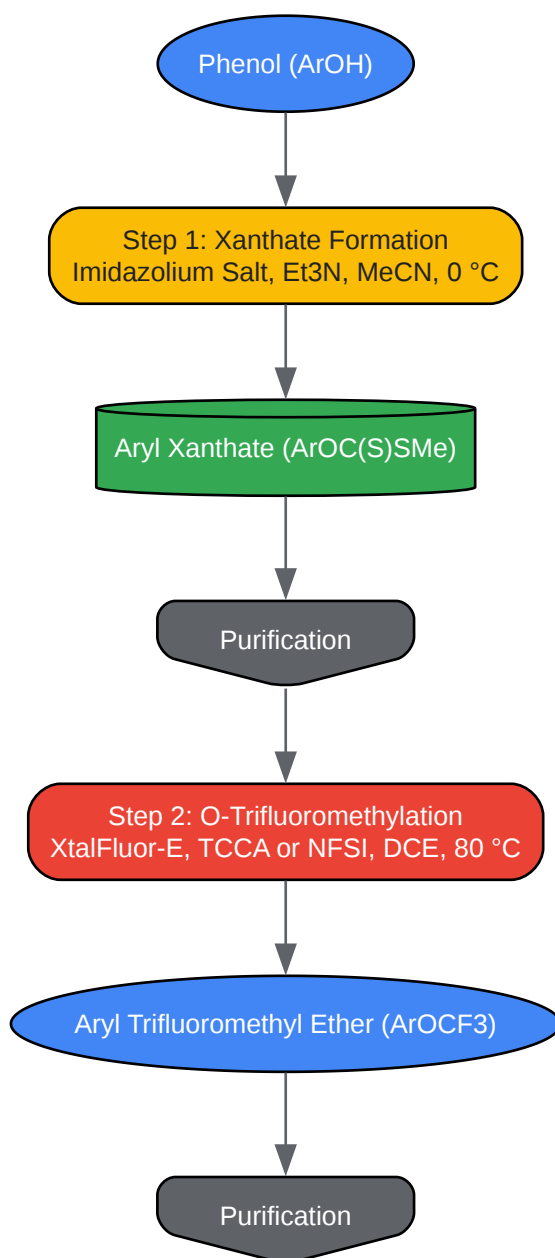 Phenol (ArOH)
Step 1: Xanthate Formation
Imidazolium Salt, Et3N, MeCN, 0 °C
Aryl Xanthate (ArOC(S)SMe)
Purification
Step 2: O-Trifluoromethylation
XtalFluor-E, TCCA or NFSI, DCE, 80 °C
Aryl Trifluoromethyl Ether (ArOCF3)
Purification